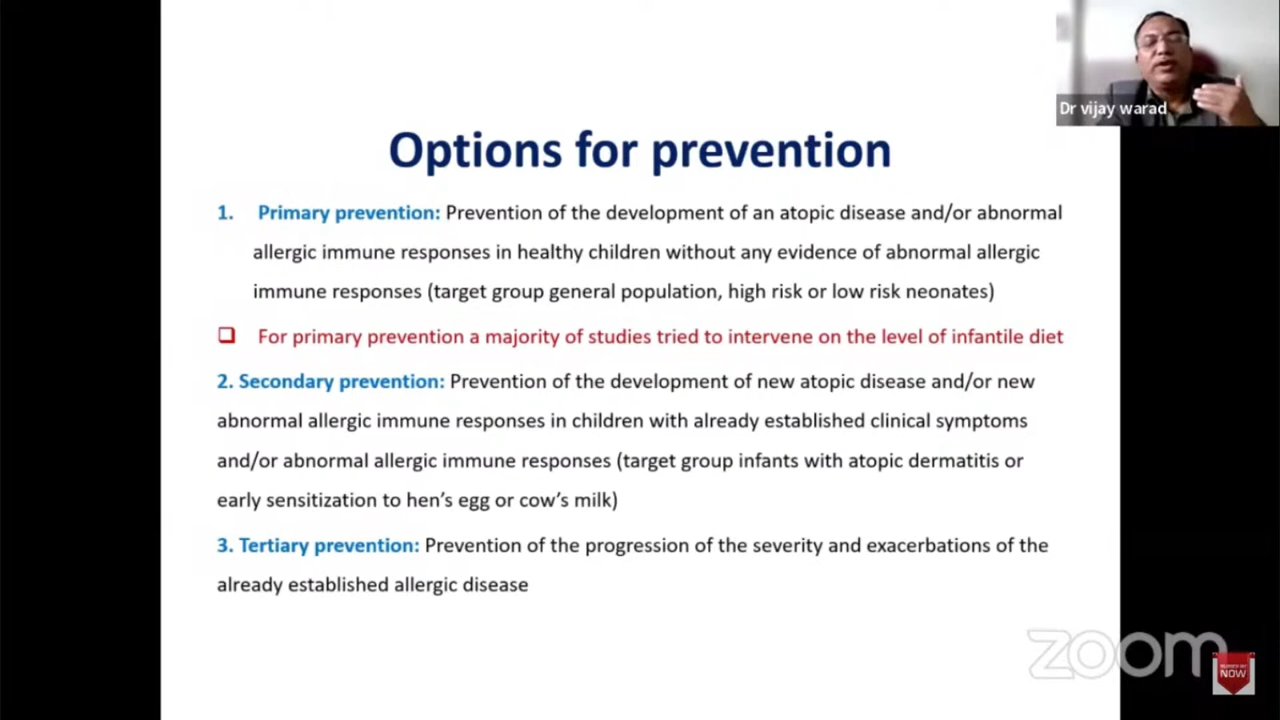 Dr vijay warad
Options for prevention
1. Primary prevention: Prevention of the development of an atopic disease and/or abnormal
allergic immune responses in healthy children without any evidence of abnormal allergic
immune responses (target group general population, high risk or low risk neonates)
For primary prevention a majority of studies tried to intervene on the level of infantile diet
2. Secondary prevention: Prevention of the development of new atopic disease and/or new
abnormal allergic immune responses in children with already established clinical symptoms
and/or abnormal allergic immune responses (target group infants with atopic dermatitis or
early sensitization to hen's egg or cow's milk)
3. Tertiary prevention: Prevention of the progression of the severity and exacerbations of the
already established allergic disease
zoom
NOW